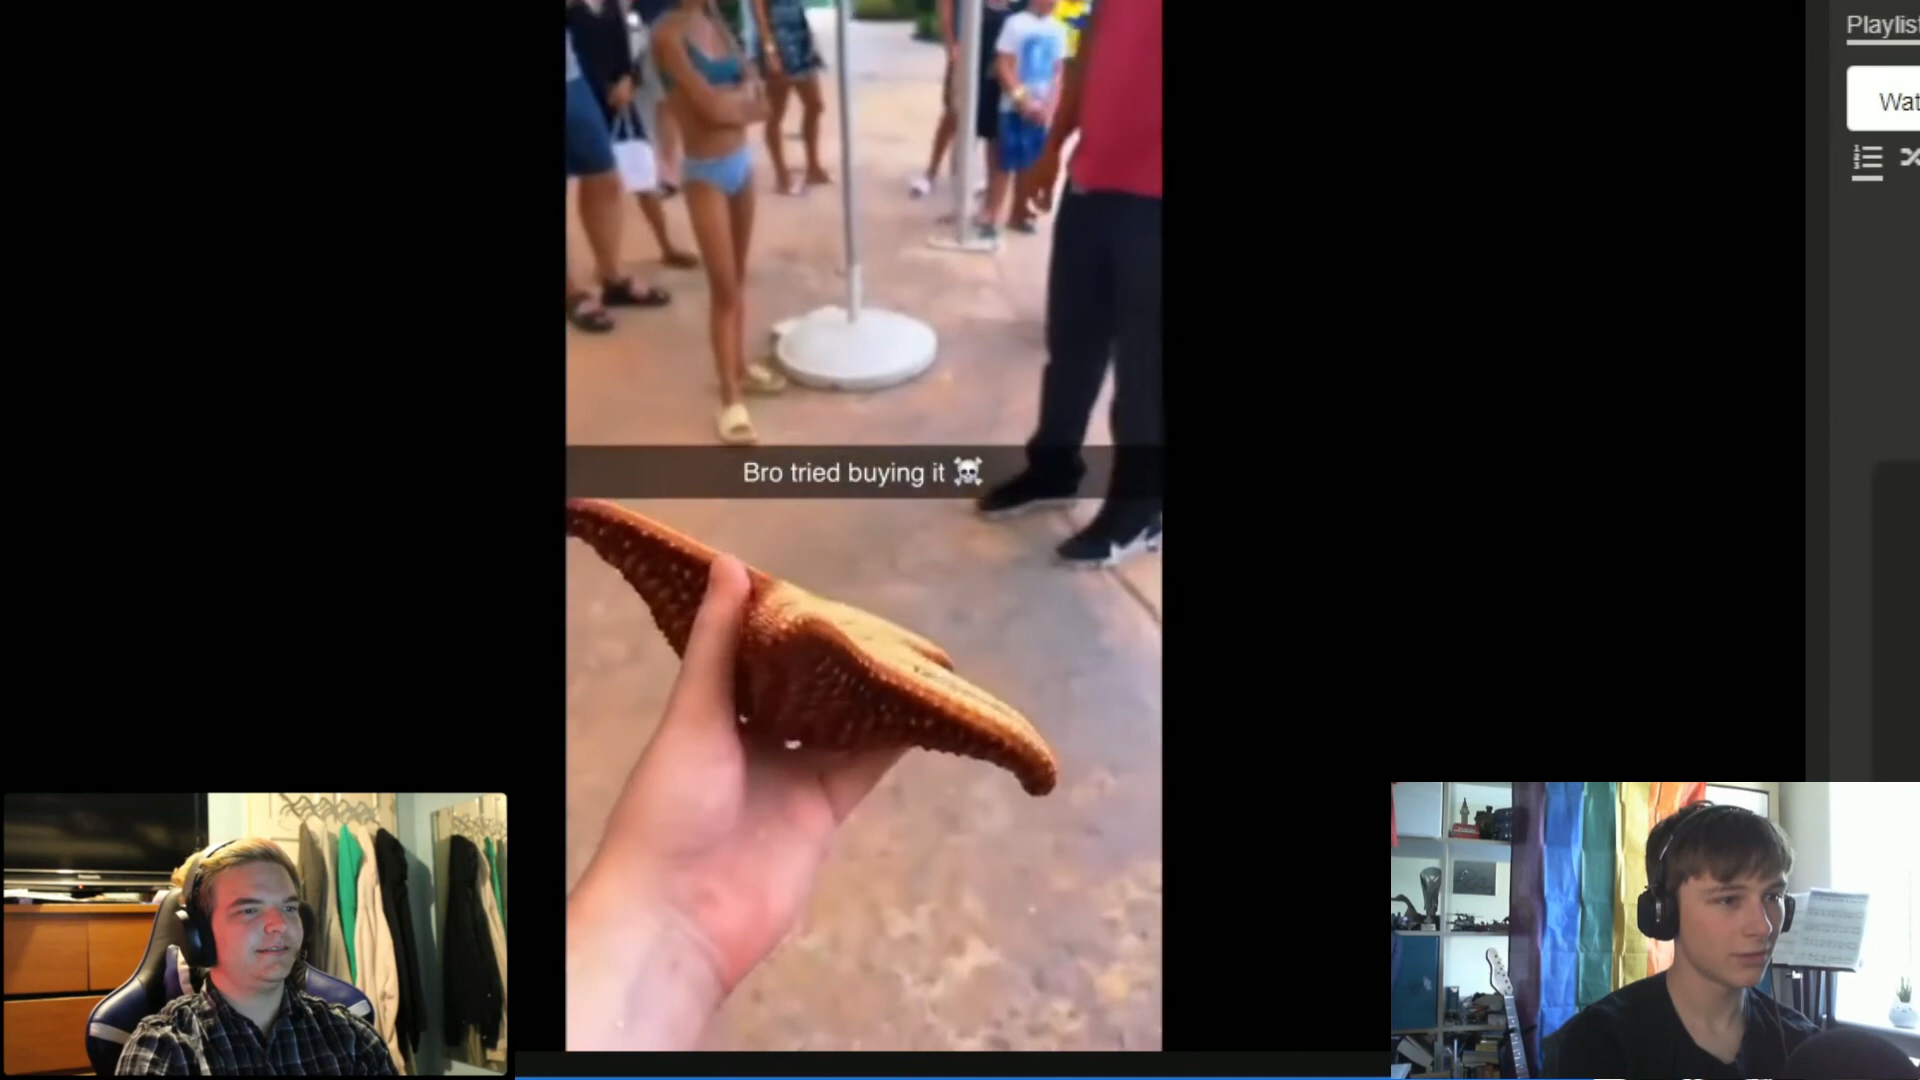 Playlist
Wat
Bro tried buying it ☠️